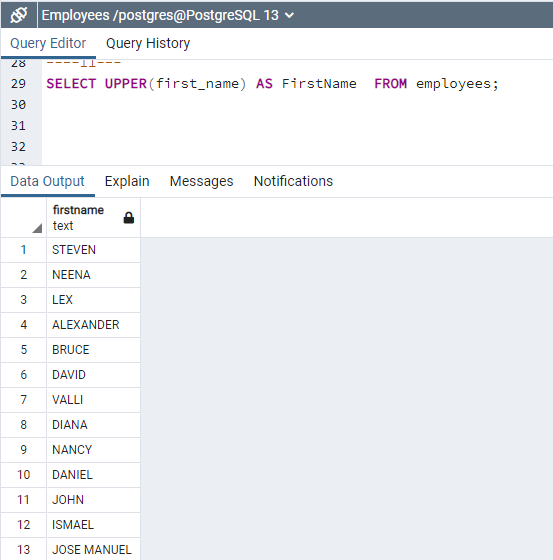 Employees /postgres@PostgreSQL 13
Query Editor Query History
28 ----11---
29 SELECT UPPER(first_name) AS FirstName  FROM employees;
30
31
32
Data Output Explain Messages Notifications
firstname
text
1 STEVEN
2 NEENA
3 LEX
4 ALEXANDER
5 BRUCE
6 DAVID
7 VALLI
8 DIANA
9 NANCY
10 DANIEL
11 JOHN
12 ISMAEL
13 JOSE MANUEL